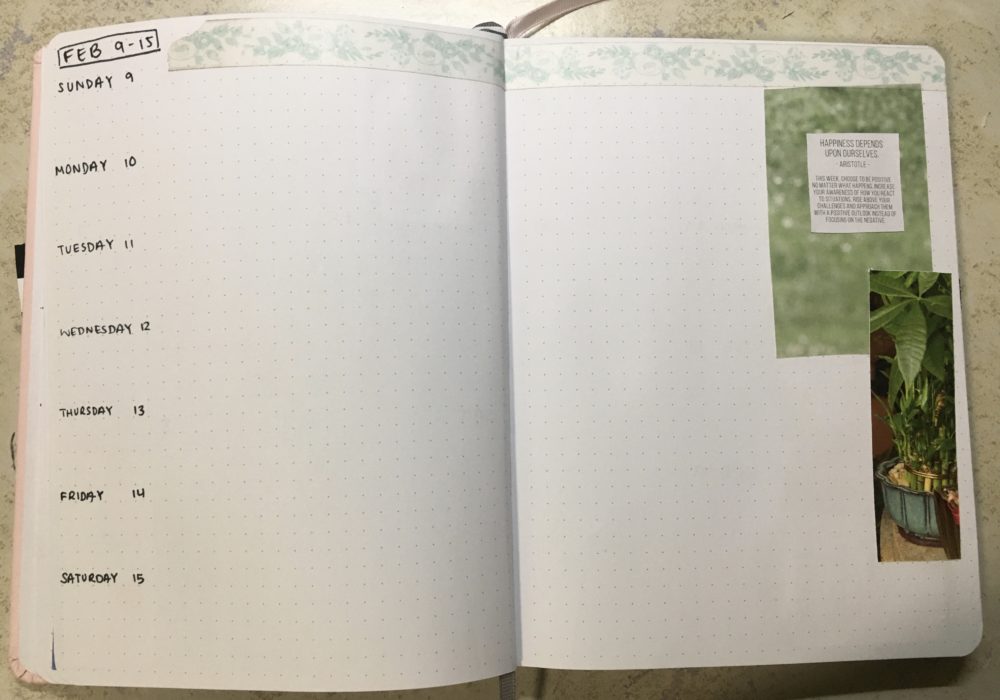 FEB 9-15
SUNDAY 9
MONDAY 10
TUESDAY 11
WEDNESDAY 12
THURSDAY 13
FRIDAY 14
SATURDAY 15
HAPPINESS DEPENDS
UPON OURSELVES.
- ARISTOTLE -
THIS WEEK, CHOOSE TO BE POSITIVE
NO MATTER WHAT HAPPENS. INCREASE
YOUR AWARENESS OF HOW YOU REACT
TO SITUATIONS. RISE ABOVE YOUR
CHALLENGES AND APPROACH THEM
WITH A POSITIVE OUTLOOK INSTEAD OF
FOCUSING ON THE NEGATIVE.